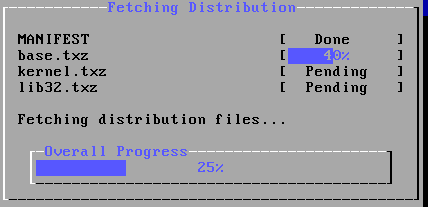 Fetching Distribution
MANIFEST [ Done ]
base.txz [ 40% ]
kernel.txz [ Pending ]
lib32.txz [ Pending ]
Fetching distribution files...
Overall Progress
25%